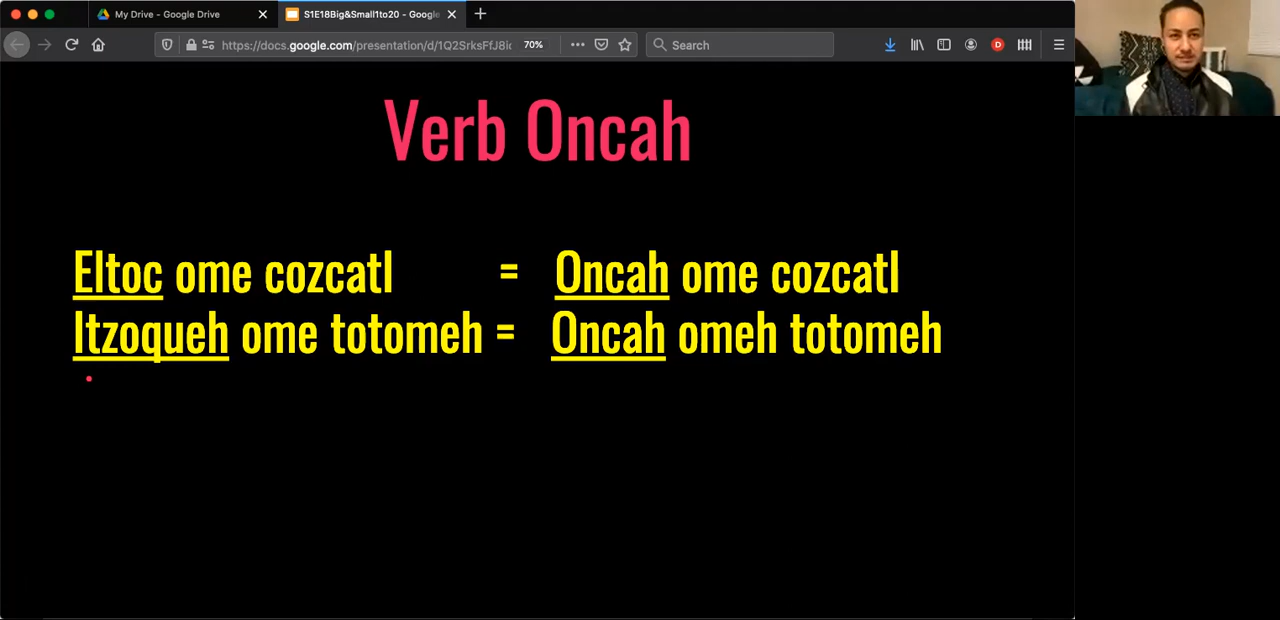 My Drive - Google Drive
S1E18Big&Small1to20 - Google
https://docs.google.com/presentation/d/1Q2SrksFfJ8ic
70%
Search
D
Verb Oncah
Eltoc ome cozcatl = Oncah ome cozcatl
Itzoqueh ome totomeh = Oncah omeh totomeh